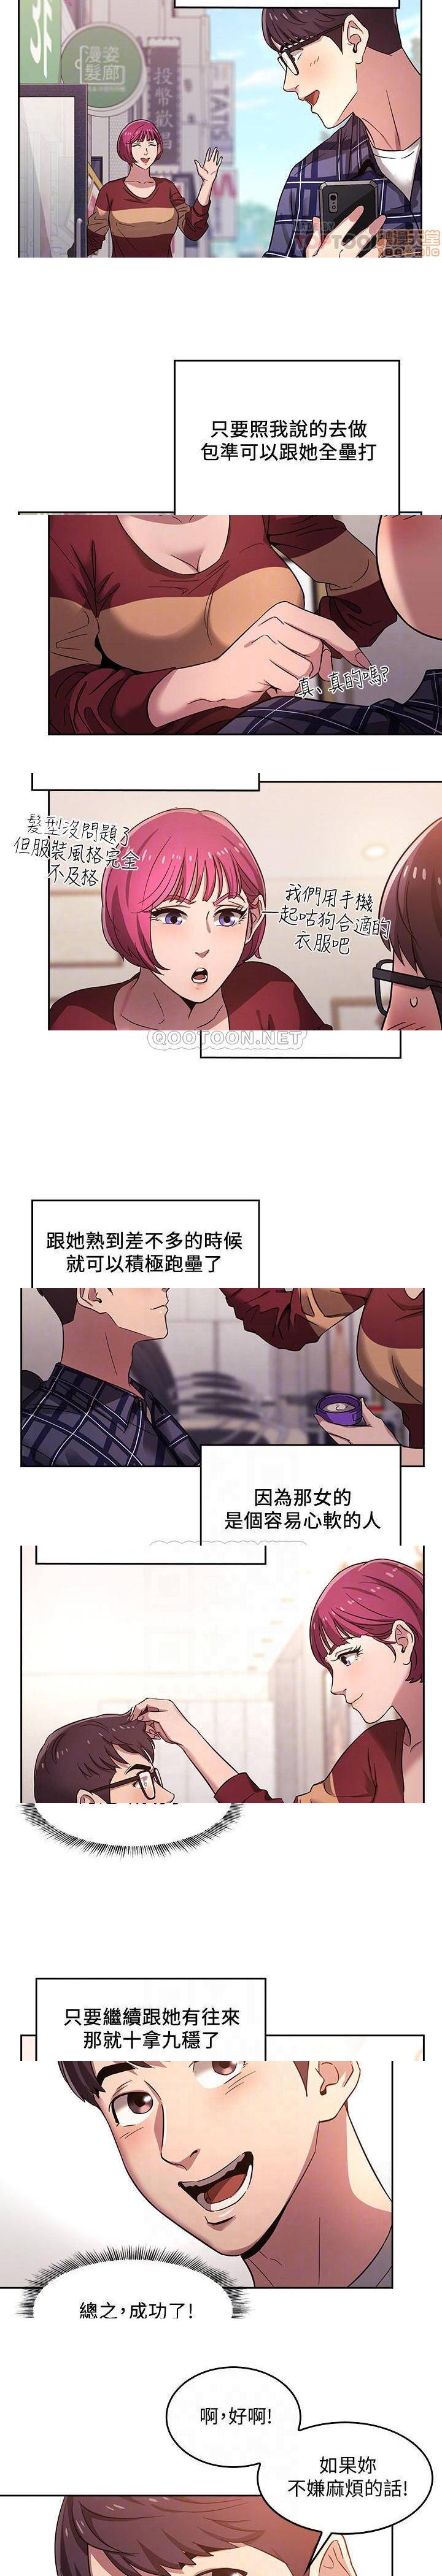 漫姿
髮廊
投幣歡唱
TOPTOON
只要照我說的去做
包準可以跟她全壘打
真、真的嗎?
髮型沒問題了
但服裝風格完全
不及格
我們用手機
一起咕狗合適的
衣服吧
QOOTOON.NET
跟她熟到差不多的時候
就可以積極跑壘了
因為那女的
是個容易心軟的人
只要繼續跟她有往來
那就十拿九穩了
總之,成功了!
啊,好啊!
如果妳
不嫌麻煩的話!